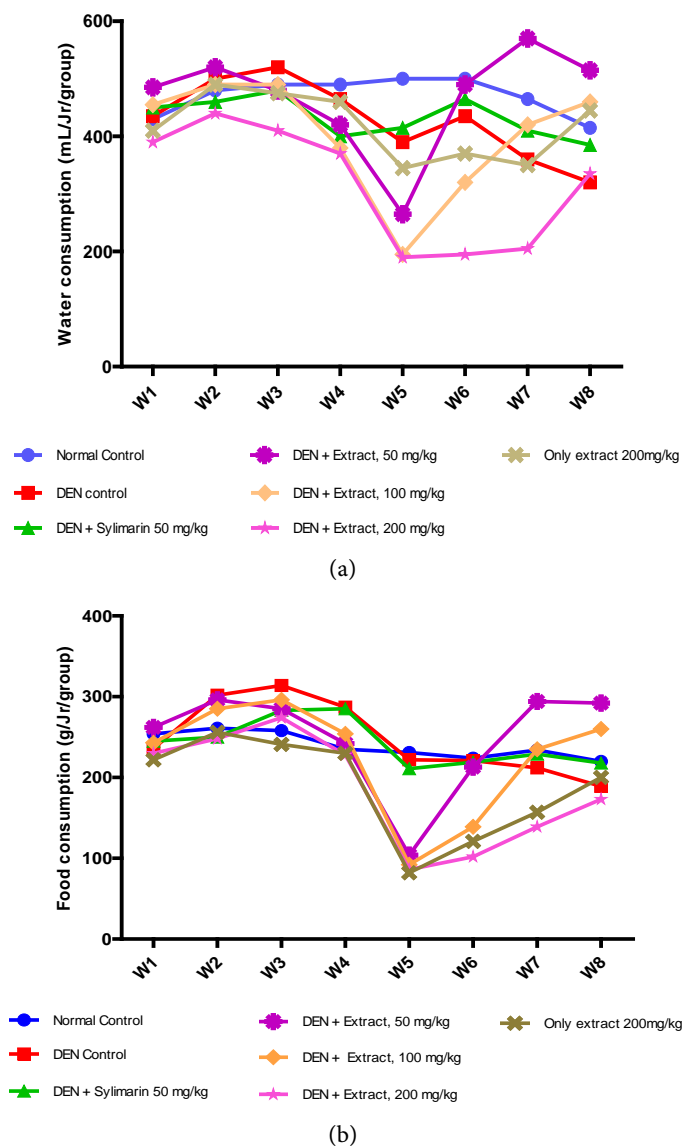 600
400
200
0
Water consumption (mL/Jr/group)
W1 W2 W3 W4 W5 W6 W7 W8
Normal Control
DEN + Extract, 50 mg/kg
Only extract 200mg/kg
DEN control
DEN + Extract, 100 mg/kg
DEN + Sylimarin 50 mg/kg
DEN + Extract, 200 mg/kg
(a)
400
300
200
100
0
Food consumption (g/Jr/group)
W1 W2 W3 W4 W5 W6 W7 W8
Normal Control
DEN + Extract, 50 mg/kg
Only extract 200mg/kg
DEN Control
DEN + Extract, 100 mg/kg
DEN + Sylimarin 50 mg/kg
DEN + Extract, 200 mg/kg
(b)